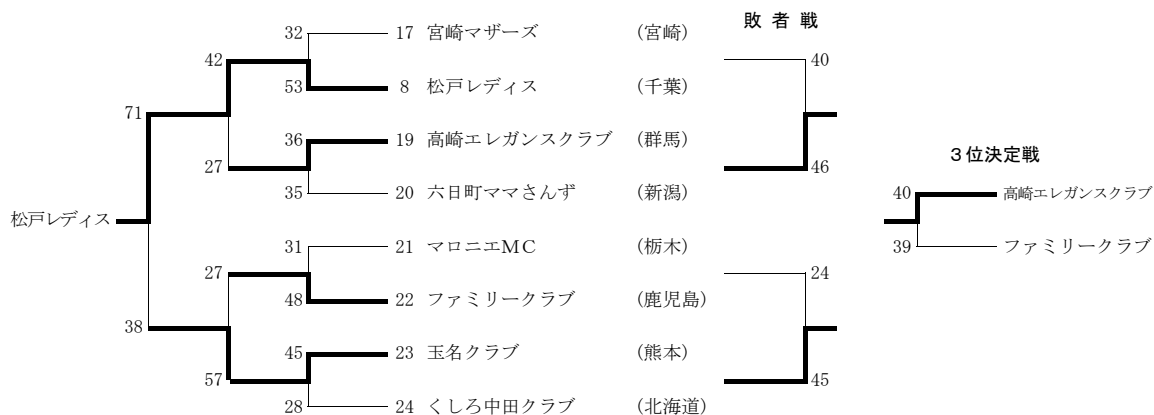 敗者戦
32 17 宮崎マザーズ (宮崎)
42 40
53 8 松戸レディス (千葉)
71
36 19 高崎エレガンスクラブ (群馬)
3位決定戦
27 46
35 20 六日町ママさんず (新潟)
40 高崎エレガンスクラブ
松戸レディス
31 21 マロニエMC (栃木)
39 ファミリークラブ
27 24
48 22 ファミリークラブ (鹿児島)
38
45 23 玉名クラブ (熊本)
57 45
28 24 くしろ中田クラブ (北海道)